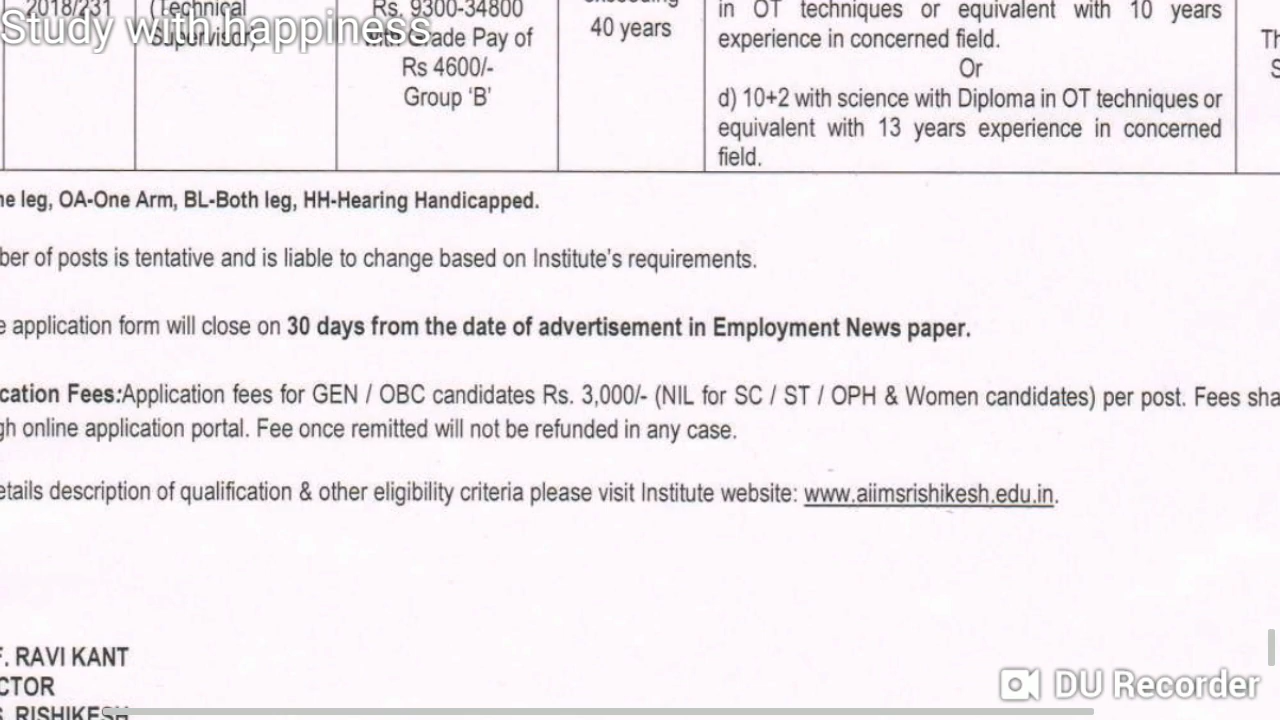 2018/231
(Technical
Supervisor)
Study with happiness
Rs. 9300-34800
with Grade Pay of
Rs 4600/-
Group ‘B’
exceeding
40 years
in OT techniques or equivalent with 10 years
experience in concerned field.
Or
d) 10+2 with science with Diploma in OT techniques or
equivalent with 13 years experience in concerned
field.
Th
S
ne leg, OA-One Arm, BL-Both leg, HH-Hearing Handicapped.
ber of posts is tentative and is liable to change based on Institute’s requirements.
e application form will close on 30 days from the date of advertisement in Employment News paper.
cation Fees:Application fees for GEN / OBC candidates Rs. 3,000/- (NIL for SC / ST / OPH & Women candidates) per post. Fees sha
gh online application portal. Fee once remitted will not be refunded in any case.
etails description of qualification & other eligibility criteria please visit Institute website: www.aiimsrishikesh.edu.in.
F. RAVI KANT
CTOR
S. RISHIKESH
DU Recorder